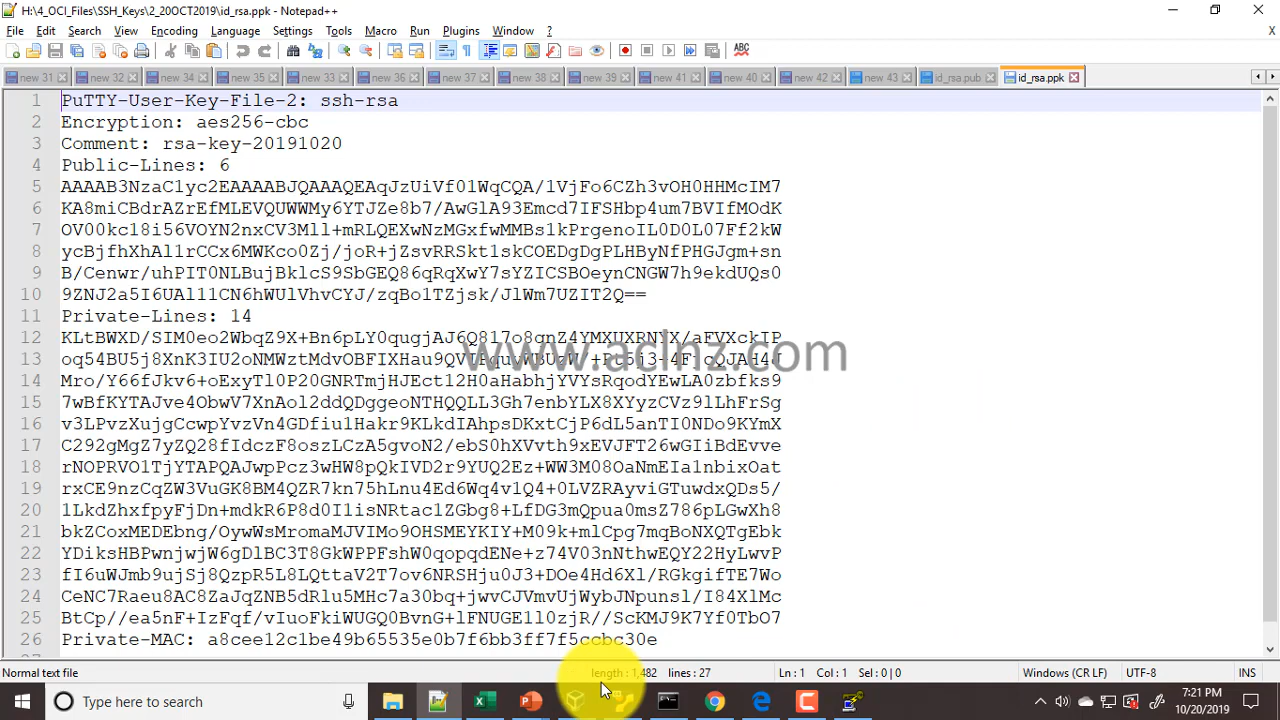 H:\4_OCI_Files\SSH_Keys\2_20OCT2019\id_rsa.ppk - Notepad++
File Edit Search View Encoding Language Settings Tools Macro Run Plugins Window ?
X
new 31 new 32 new 34 new 35 new 33 new 36 new 37 new 38 new 39 new 41 new 40 new 42 new 43 id_rsa.pub id_rsa.ppk
1 PuTTY-User-Key-File-2: ssh-rsa
2 Encryption: aes256-cbc
3 Comment: rsa-key-20191020
4 Public-Lines: 6
5 AAAAB3NzaC1yc2EAAAABJQAAAQEAqJzUiVf01WqCQA/1VjFo6CZh3vOH0HHMcIM7
6 KA8miCBdrAZrEfMLEVQUWWMy6YTJZe8b7/AwGlA93Emcd7IFSHbp4um7BVIfMOdK
7 OV00kc18i56VOYN2nxCV3Mll+mRLQEXwNzMGxfwMMBs1kPrgenoIL0D0L07Ff2kW
8 ycBjfhXhAl1rCCx6MWKco0Zj/joR+jZsvRRSkt1skCOEDgDgPLHByNfPHGJgm+sn
9 B/Cenwr/uhPIT0NLBujBklcS9SbGEQ86qRqXwY7sYZICSBOeynCNGW7h9ekdUQs0
10 9ZNJ2a5I6UAl11CN6hWUlVhvCYJ/zqBo1TZjsk/JlWm7UZIT2Q==
11 Private-Lines: 14
12
13
www.aclnz.com
14 Mro/Y66fJkv6+oExyTl0P20GNRTmjHJEct12H0aHabhjYVYsRqodYEwLA0zbfks9
15 7wBfKYTAJve4ObwV7XnAol2ddQDggeoNTHQQLL3Gh7enbYLX8XYyzCVz9lLhFrSg
16 v3LPvzXujgCcwpYvzVn4GDfiu1Hakr9KLkdIAhpsDKxtCjP6dL5anTI0NDo9KYmX
17 C292gMgZ7yZQ28fIdczF8oszLCzA5gvoN2/ebS0hXVvth9xEVJFT26wGIiBdEvve
18 rNOPRVO1TjYTAPQAJwpPcz3wHW8pQkIVD2r9YUQ2Ez+WW3M08OaNmEIa1nbixOat
19 rxCE9nzCqZW3VuGK8BM4QZR7kn75hLnu4Ed6Wq4v1Q4+0LVZRAyviGTuwdxQDs5/
20 1LkdZhxfpyFjDn+mdkR6P8d0I1isNRtac1ZGbg8+LfDG3mQpua0msZ786pLGwXh8
21 bkZCoxMEDEbng/OywWsMromaMJVIMo9OHSMEYKIY+M09k+mlCpg7mqBoNXQTgEbk
22 YDiksHBPwnjwjW6gDlBC3T8GkWPPFshW0qopqdENe+z74V03nNthwEQY22HyLwvP
23 fI6uWJmb9ujSj8QzpR5L8LQttaV2T7ov6NRSHju0J3+DOe4Hd6Xl/RGkgifTE7Wo
24 CeNC7Raeu8AC8ZaJqZNB5dRlu5MHc7a30bq+jwvCJVmvUjWybJNpunsl/I84XlMc
25 BtCp//ea5nF+IzFqf/vIuoFkiWUGQ0BvnG+lFNUGE1l0zjR//ScKMJ9K7Yf0TbO7
26 Private-MAC: a8cee12c1be49b65535e0b7f6bb3ff7f5ccbc30e
Normal text file length : 1,482 lines : 27 Ln : 1 Col : 1 Sel : 0 | 0 Windows (CR LF) UTF-8 INS
Type here to search
7:21 PM
10/20/2019